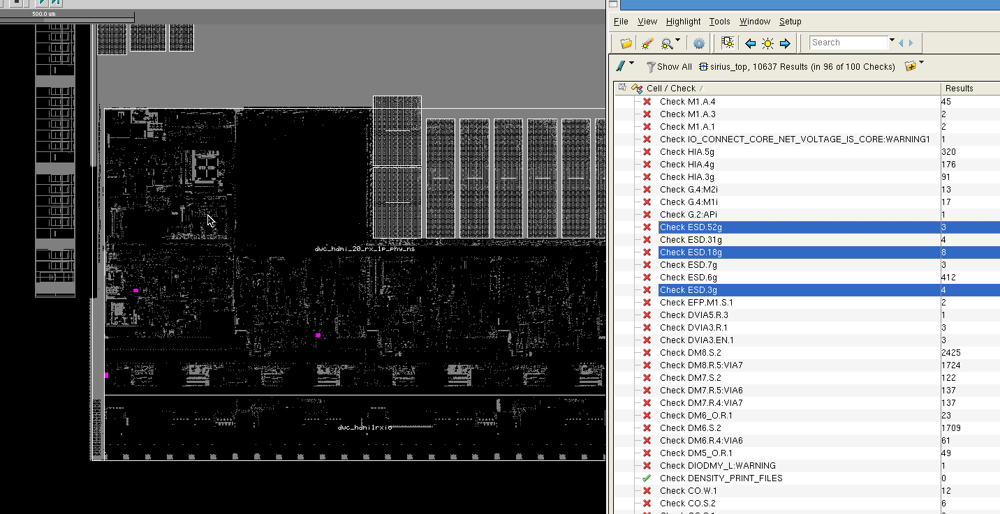 500.0 um
File View Highlight Tools Window Setup
Search
Show All sirius_top, 10637 Results (in 96 of 100 Checks)
Cell / Check Results
Check M1.A.4 45
Check M1.A.3 2
Check M1.A.1 2
Check IO_CONNECT_CORE_NET_VOLTAGE_IS_CORE:WARNING1 1
Check HIA.5g 320
Check HIA.4g 176
Check HIA.3g 91
Check G.4:M2i 13
Check G.4:M1i 17
Check G.2:APi 1
Check ESD.52g 3
Check ESD.31g 4
Check ESD.18g 8
Check ESD.7g 3
Check ESD.6g 412
Check ESD.3g 4
Check EFP.M1.S.1 2
Check DVIA5.R.3 1
Check DVIA3.R.1 3
Check DVIA3.EN.1 3
Check DM8.S.2 2425
Check DM8.R.5:VIA7 1724
Check DM7.S.2 122
Check DM7.R.5:VIA6 137
Check DM7.R.4:VIA7 137
Check DM6_O.R.1 23
Check DM6.S.2 1709
Check DM6.R.4:VIA6 61
Check DM5_O.R.1 49
Check DIODMY_L:WARNING 1
Check DENSITY_PRINT_FILES 0
Check CO.W.1 12
Check CO.S.2 6
dwc_hdmi_20_rx_1p_phy_ns
dwc_hdmi1rxio